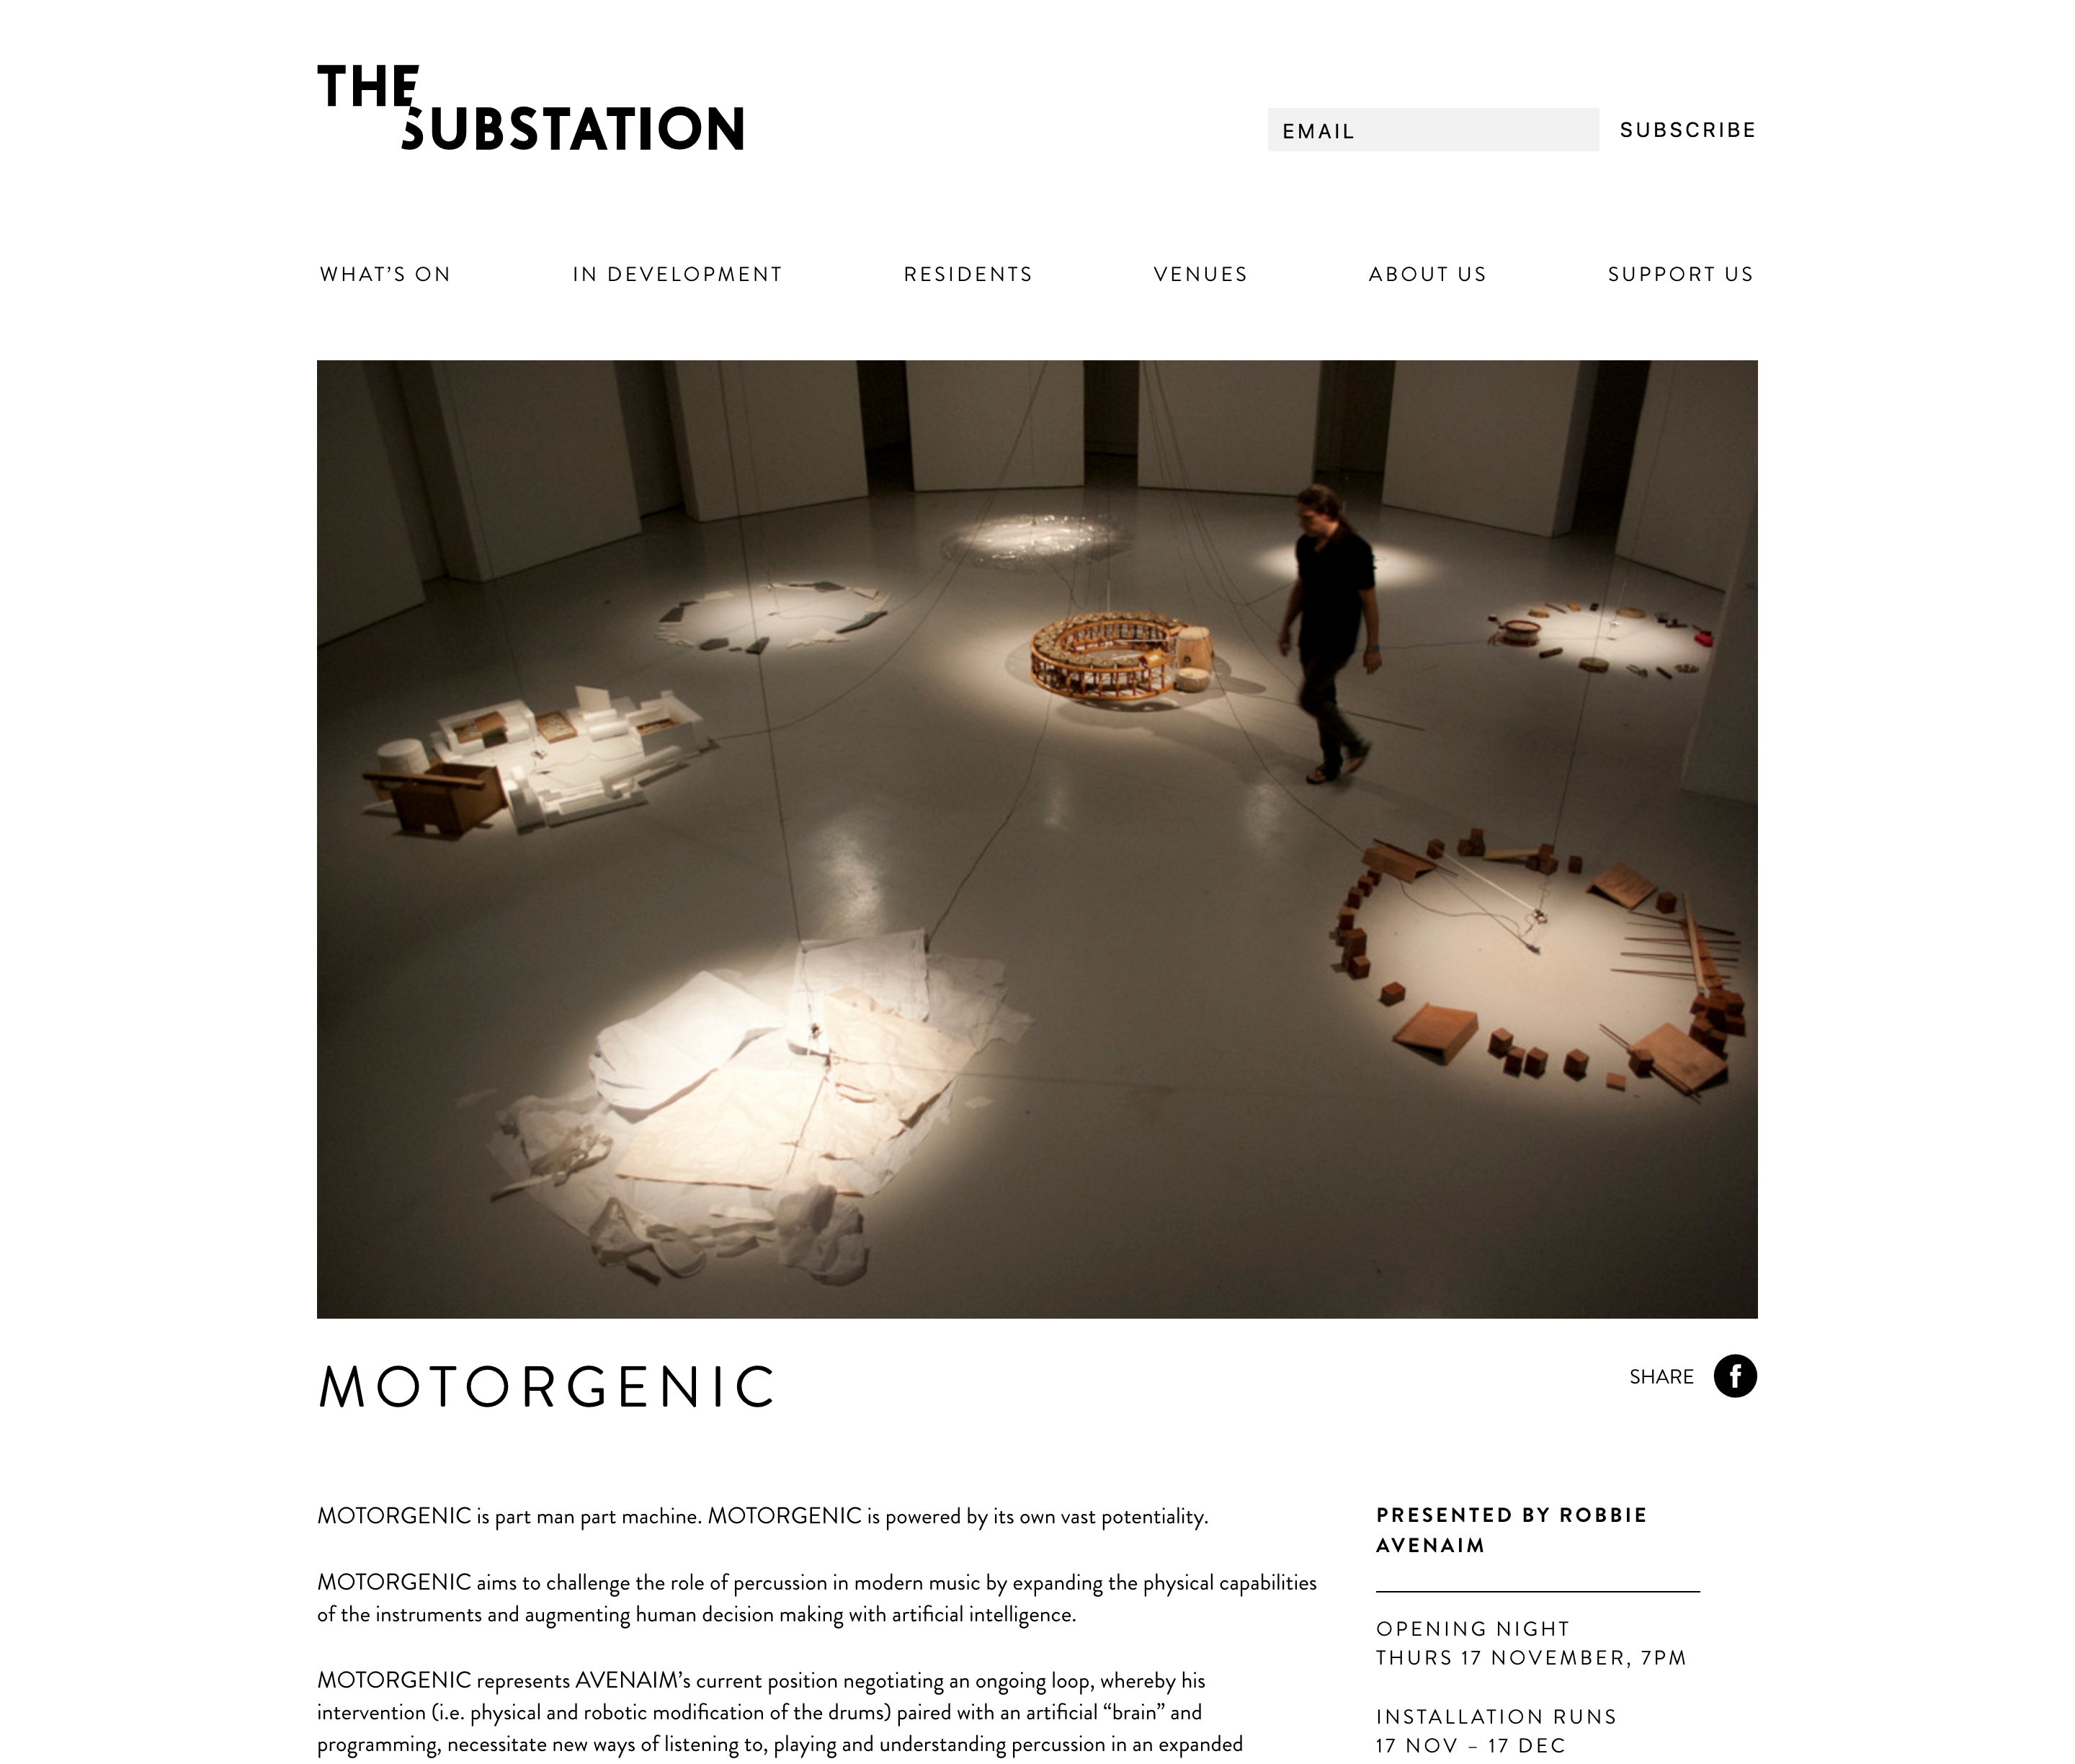 THE
SUBSTATION
EMAIL
SUBSCRIBE
WHAT’S ON
IN DEVELOPMENT
RESIDENTS
VENUES
ABOUT US
SUPPORT US
MOTORGENIC
SHARE
MOTORGENIC is part man part machine. MOTORGENIC is powered by its own vast potentiality.
MOTORGENIC aims to challenge the role of percussion in modern music by expanding the physical capabilities
of the instruments and augmenting human decision making with artificial intelligence.
MOTORGENIC represents AVENAIM’s current position negotiating an ongoing loop, whereby his
intervention (i.e. physical and robotic modification of the drums) paired with an artificial “brain” and
programming, necessitate new ways of listening to, playing and understanding percussion in an expanded
PRESENTED BY ROBBIE
AVENAIM
OPENING NIGHT
THURS 17 NOVEMBER, 7PM
INSTALLATION RUNS
17 NOV – 17 DEC